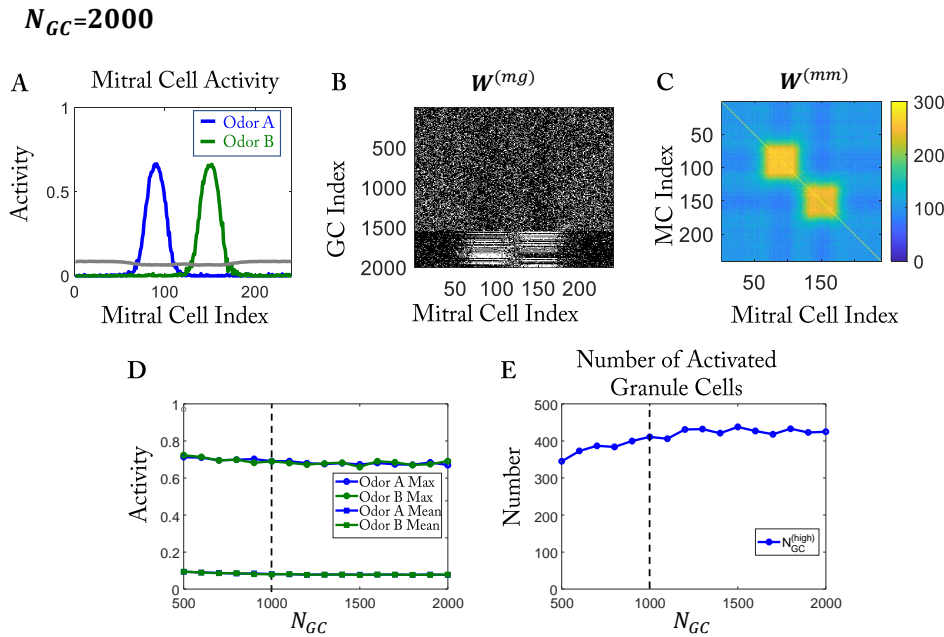 N_GC=2000
A Mitral Cell Activity
1
0.5
0
0 100 200
Activity
Mitral Cell Index
Odor A
Odor B
B W^(mg)
500
1000
1500
2000
50 100 150 200
GC Index
Mitral Cell Index
C W^(mm)
50
100
150
200
50 150
MC Index
Mitral Cell Index
300
200
100
0
D
1
0.8
0.6
0.4
0.2
0
500 1000 1500 2000
Activity
N_GC
Odor A Max
Odor B Max
Odor A Mean
Odor B Mean
E Number of Activated
Granule Cells
500
400
300
200
100
0
500 1000 1500 2000
Number
N_GC
N_GC^(high)